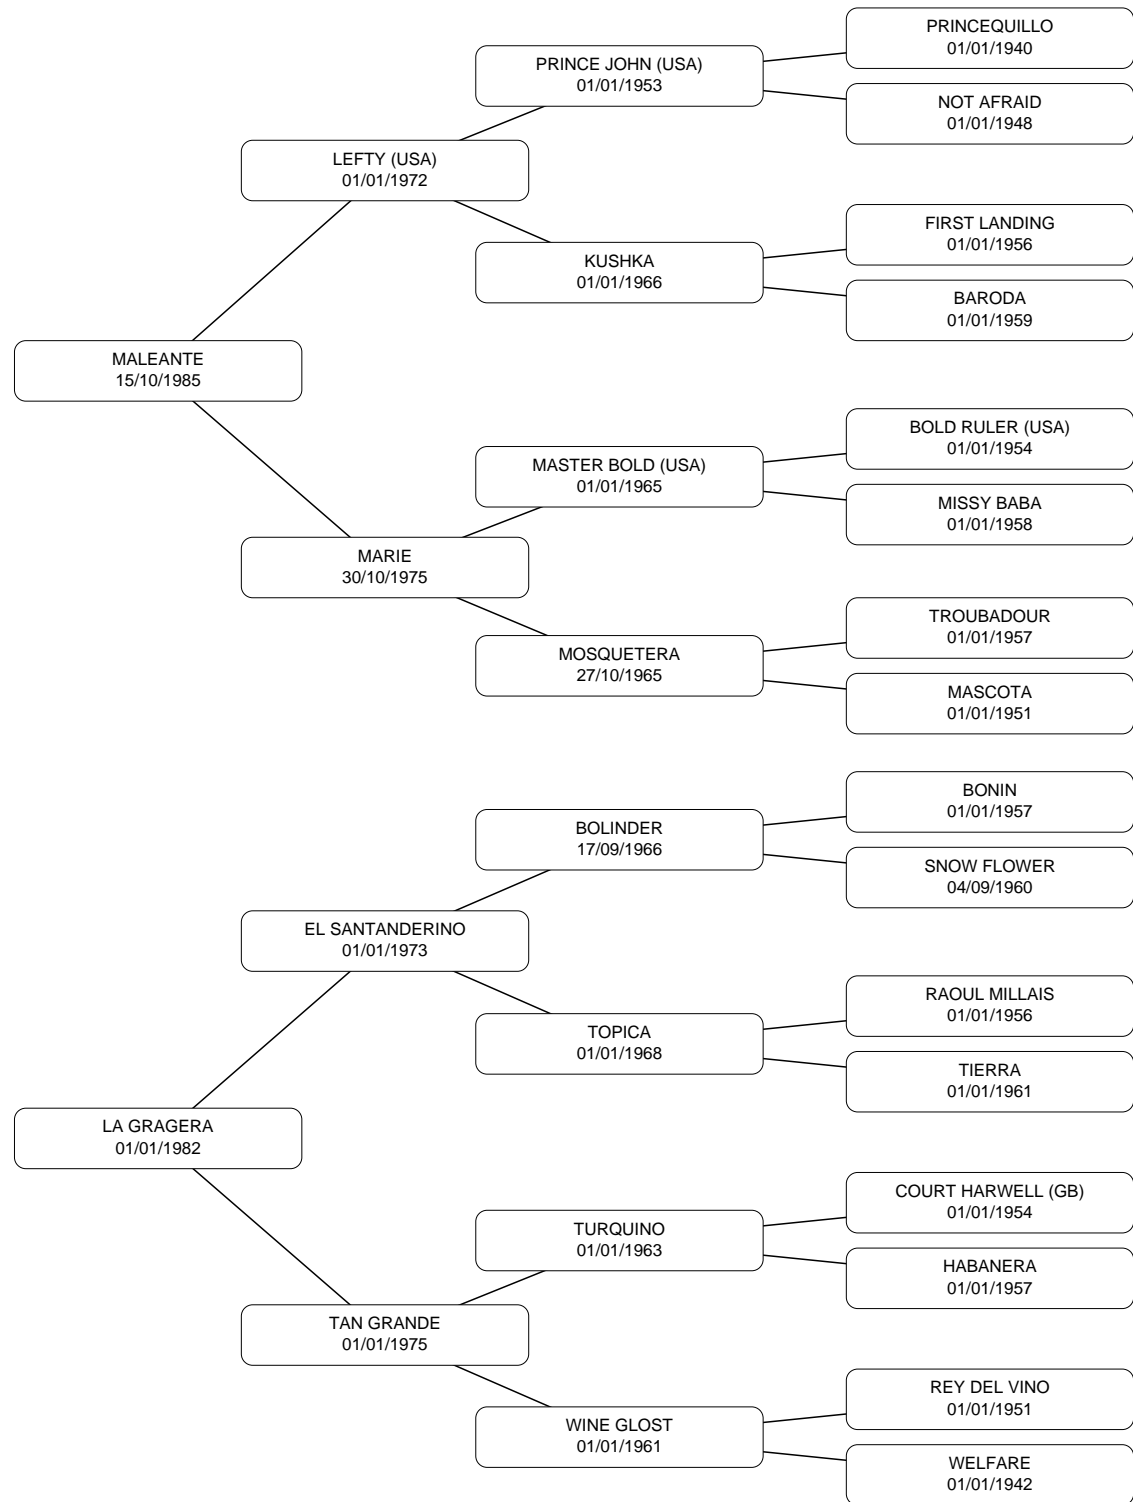 PRINCEQUILLO
01/01/1940
PRINCE JOHN (USA)
01/01/1953
NOT AFRAID
01/01/1948
LEFTY (USA)
01/01/1972
FIRST LANDING
01/01/1956
KUSHKA
01/01/1966
BARODA
01/01/1959
MALEANTE
15/10/1985
BOLD RULER (USA)
01/01/1954
MASTER BOLD (USA)
01/01/1965
MISSY BABA
01/01/1958
MARIE
30/10/1975
TROUBADOUR
01/01/1957
MOSQUETERA
27/10/1965
MASCOTA
01/01/1951
BONIN
01/01/1957
BOLINDER
17/09/1966
SNOW FLOWER
04/09/1960
EL SANTANDERINO
01/01/1973
RAOUL MILLAIS
01/01/1956
TOPICA
01/01/1968
TIERRA
01/01/1961
LA GRAGERA
01/01/1982
COURT HARWELL (GB)
01/01/1954
TURQUINO
01/01/1963
HABANERA
01/01/1957
TAN GRANDE
01/01/1975
REY DEL VINO
01/01/1951
WINE GLOST
01/01/1961
WELFARE
01/01/1942